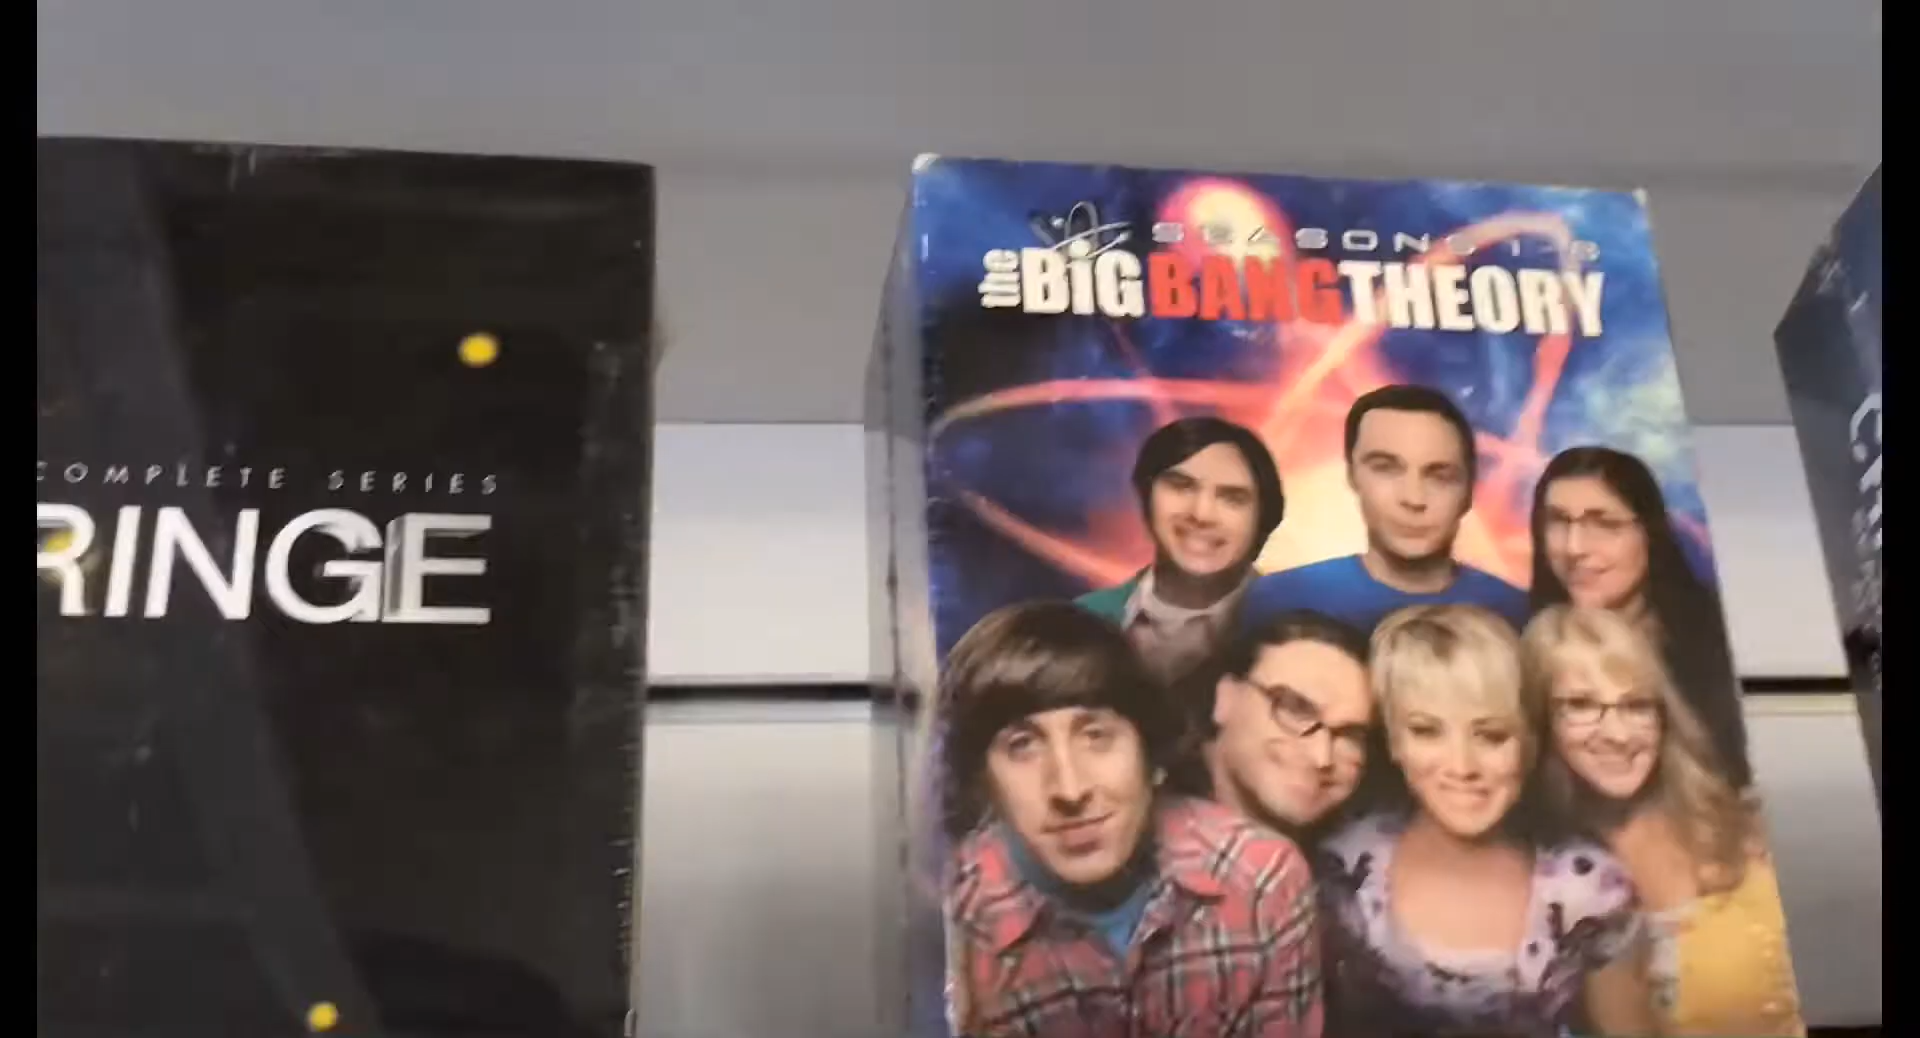 COMPLETE SERIES
RINGE
SEASONS 1-8
the BiG BANG THEORY